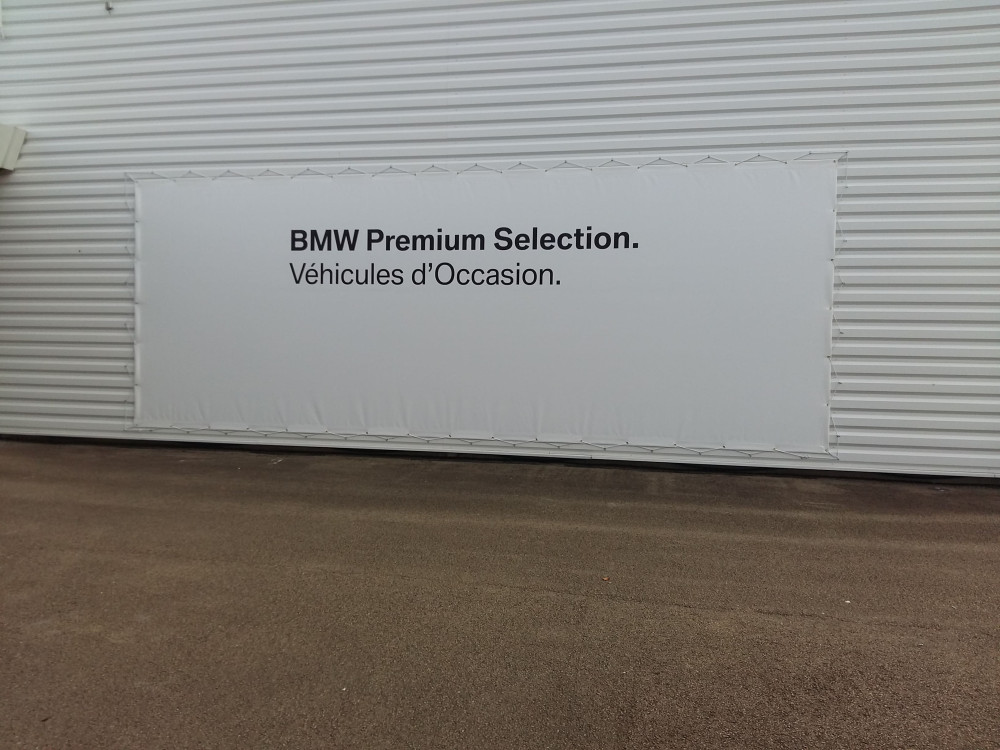 BMW Premium Selection.
Véhicules d’Occasion.